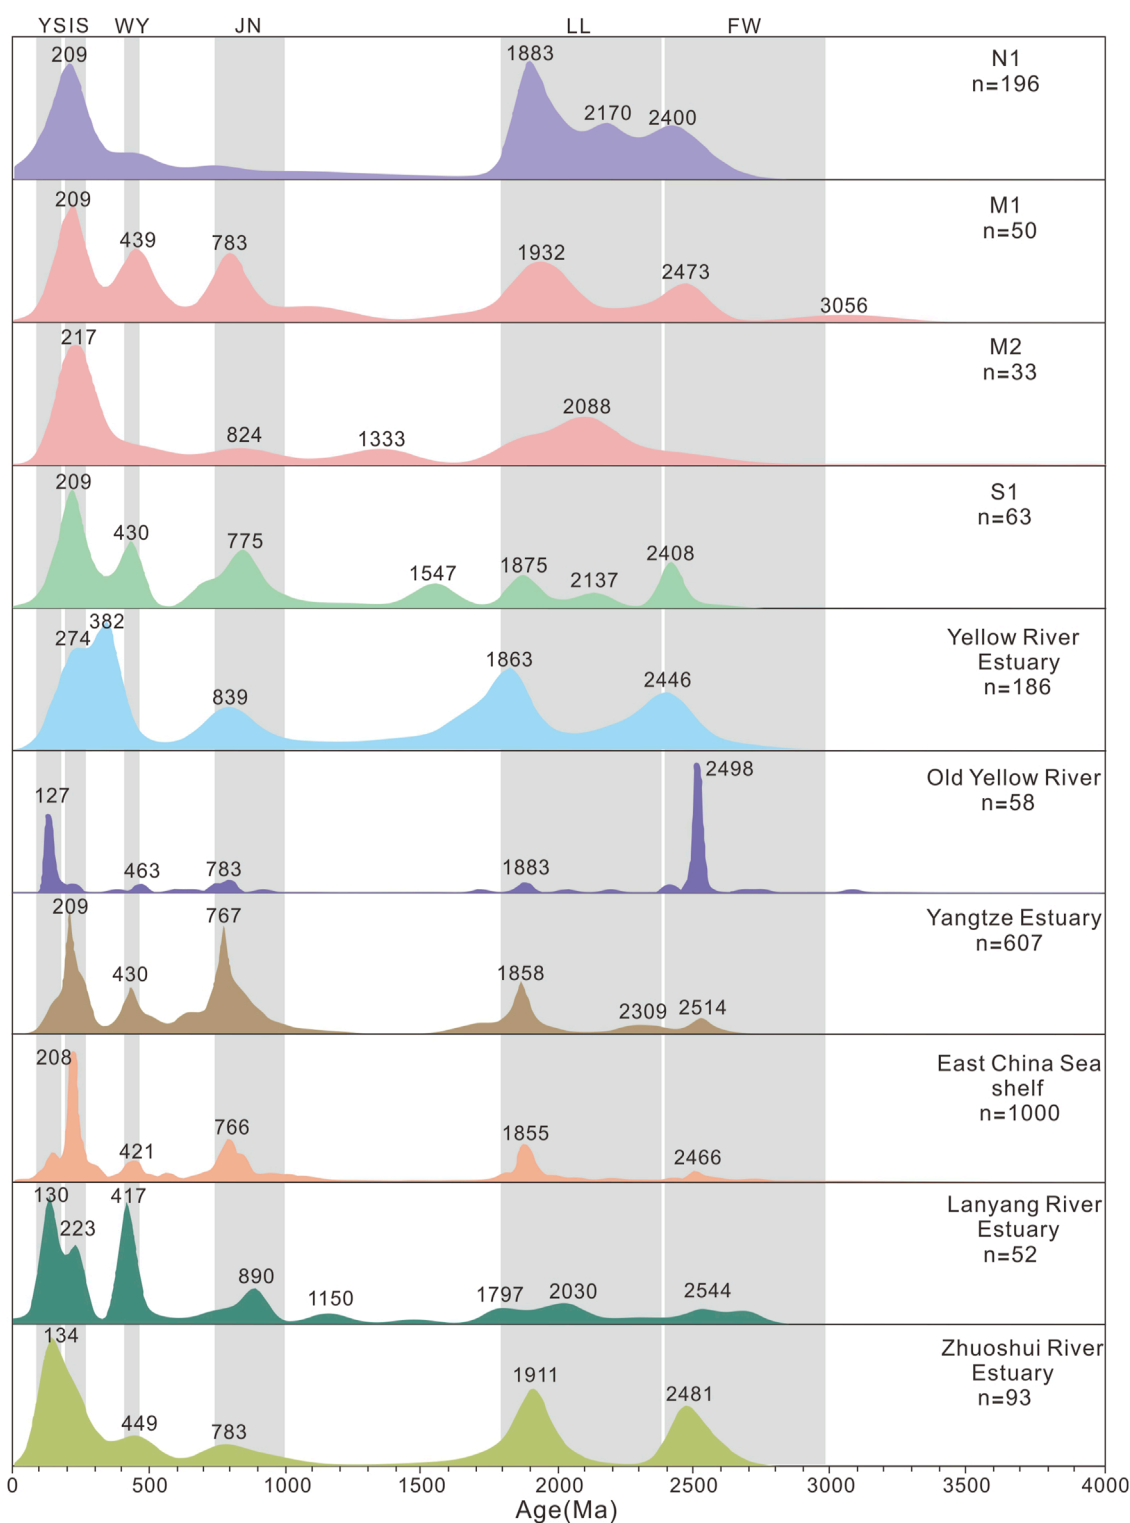 YS IS WY JN LL FW
209 1883 2170 2400
N1
n=196
209 439 783 1932 2473 3056
M1
n=50
217 824 1333 2088
M2
n=33
209 430 775 1547 1875 2137 2408
S1
n=63
274 382 839 1863 2446
Yellow River
Estuary
n=186
127 463 783 1883 2498
Old Yellow River
n=58
209 430 767 1858 2309 2514
Yangtze Estuary
n=607
208 421 766 1855 2466
East China Sea
shelf
n=1000
130 223 417 890 1150 1797 2030 2544
Lanyang River
Estuary
n=52
134 449 783 1911 2481
Zhuoshui River
Estuary
n=93
0 500 1000 1500 2000 2500 3000 3500 4000
Age(Ma)